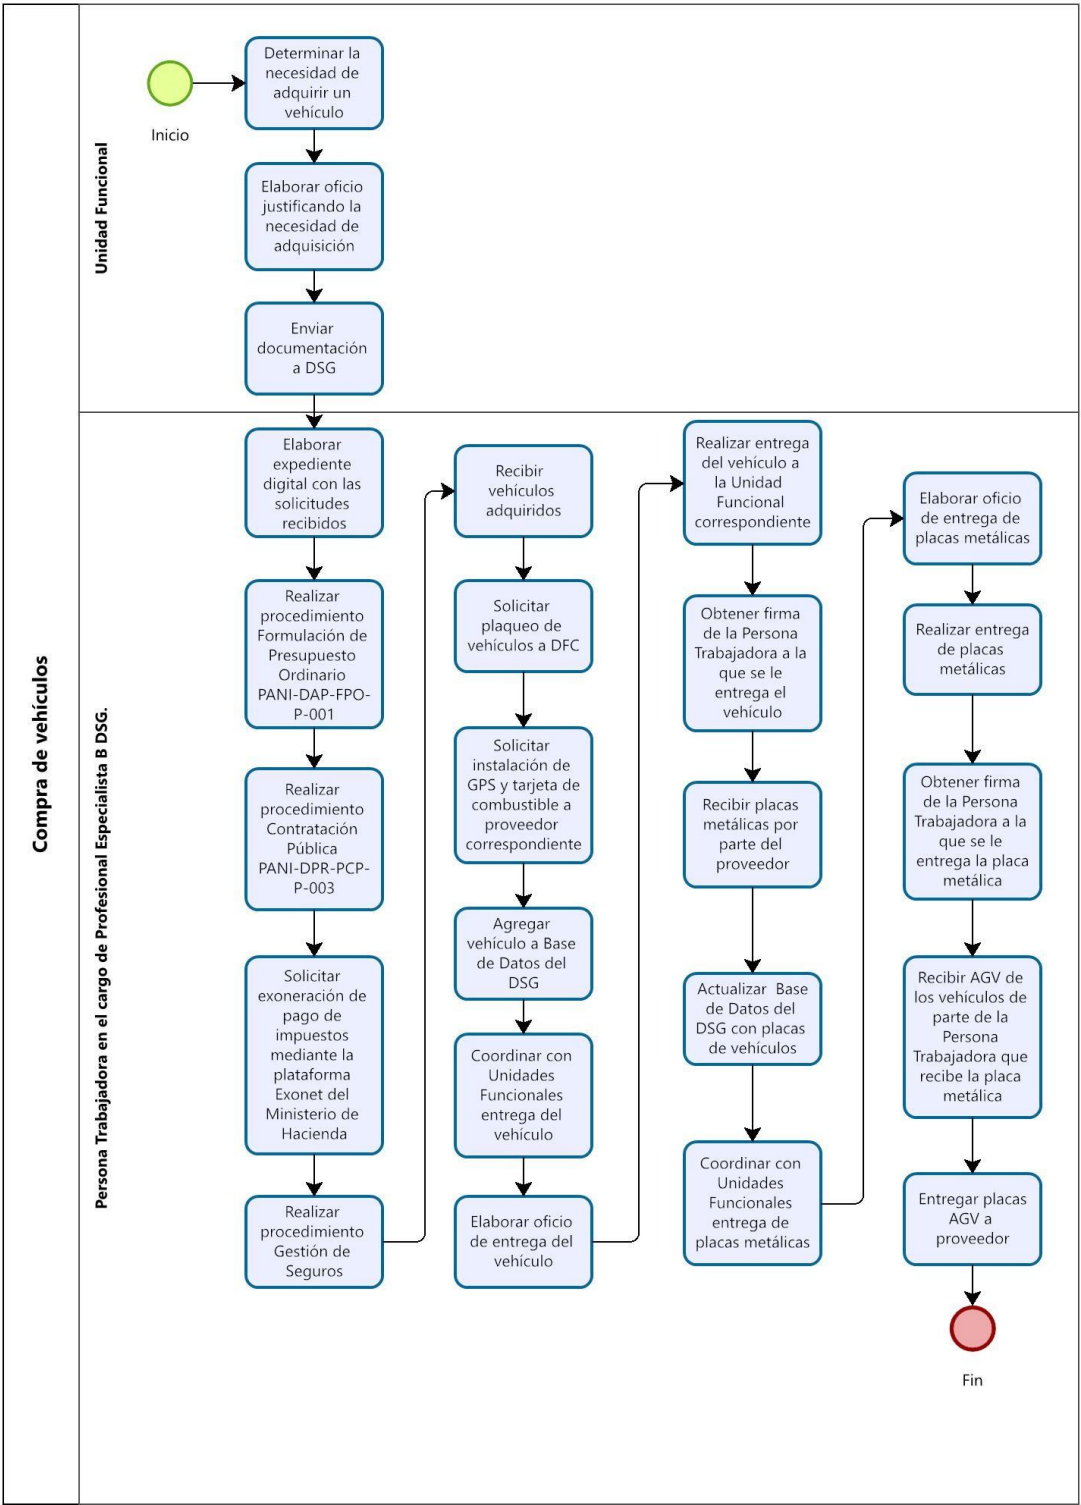 Compra de vehículos
Unidad Funcional
Inicio
Determinar la
necesidad de
adquirir un
vehículo
Elaborar oficio
justificando la
necesidad de
adquisición
Enviar
documentación
a DSG
Persona Trabajadora en el cargo de Profesional Especialista B DSG.
Elaborar
expediente
digital con las
solicitudes
recibidos
Realizar
procedimiento
Formulación de
Presupuesto
Ordinario
PANI-DAP-FPO-
P-001
Realizar
procedimiento
Contratación
Pública
PANI-DPR-PCP-
P-003
Solicitar
exoneración de
pago de
impuestos
mediante la
plataforma
Exonet del
Ministerio de
Hacienda
Realizar
procedimiento
Gestión de
Seguros
Recibir
vehículos
adquiridos
Solicitar
plaqueo de
vehículos a DFC
Solicitar
instalación de
GPS y tarjeta de
combustible a
proveedor
correspondiente
Agregar
vehículo a Base
de Datos del
DSG
Coordinar con
Unidades
Funcionales
entrega del
vehículo
Elaborar oficio
de entrega del
vehículo
Realizar entrega
del vehículo a
la Unidad
Funcional
correspondiente
Obtener firma
de la Persona
Trabajadora a la
que se le
entrega el
vehículo
Recibir placas
metálicas por
parte del
proveedor
Actualizar Base
de Datos del
DSG con placas
de vehículos
Coordinar con
Unidades
Funcionales
entrega de
placas metálicas
Elaborar oficio
de entrega de
placas metálicas
Realizar entrega
de placas
metálicas
Obtener firma
de la Persona
Trabajadora a la
que se le
entrega la placa
metálica
Recibir AGV de
los vehículos de
parte de la
Persona
Trabajadora que
recibe la placa
metálica
Entregar placas
AGV a
proveedor
Fin